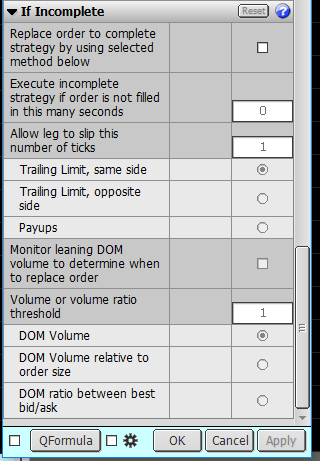 If Incomplete Reset ?
Replace order to complete
strategy by using selected
method below
Execute incomplete
strategy if order is not filled
in this many seconds 0
Allow leg to slip this
number of ticks 1
Trailing Limit, same side
Trailing Limit, opposite
side
Payups
Monitor leaning DOM
volume to determine when
to replace order
Volume or volume ratio
threshold 1
DOM Volume
DOM Volume relative to
order size
DOM ratio between best
bid/ask
QFormula OK Cancel Apply